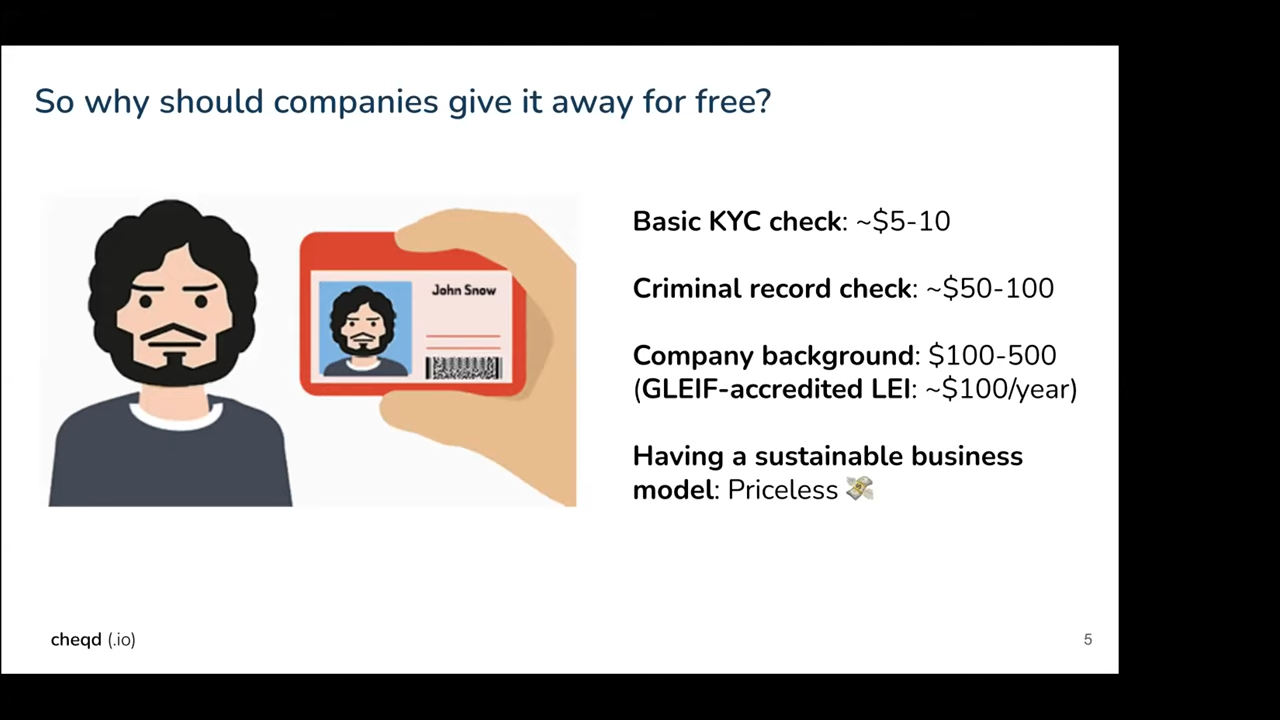 So why should companies give it away for free?
John Snow
Basic KYC check: ~$5-10
Criminal record check: ~$50-100
Company background: $100-500
(GLEIF-accredited LEI: ~$100/year)
Having a sustainable business
model: Priceless 💸
cheqd (.io)
5